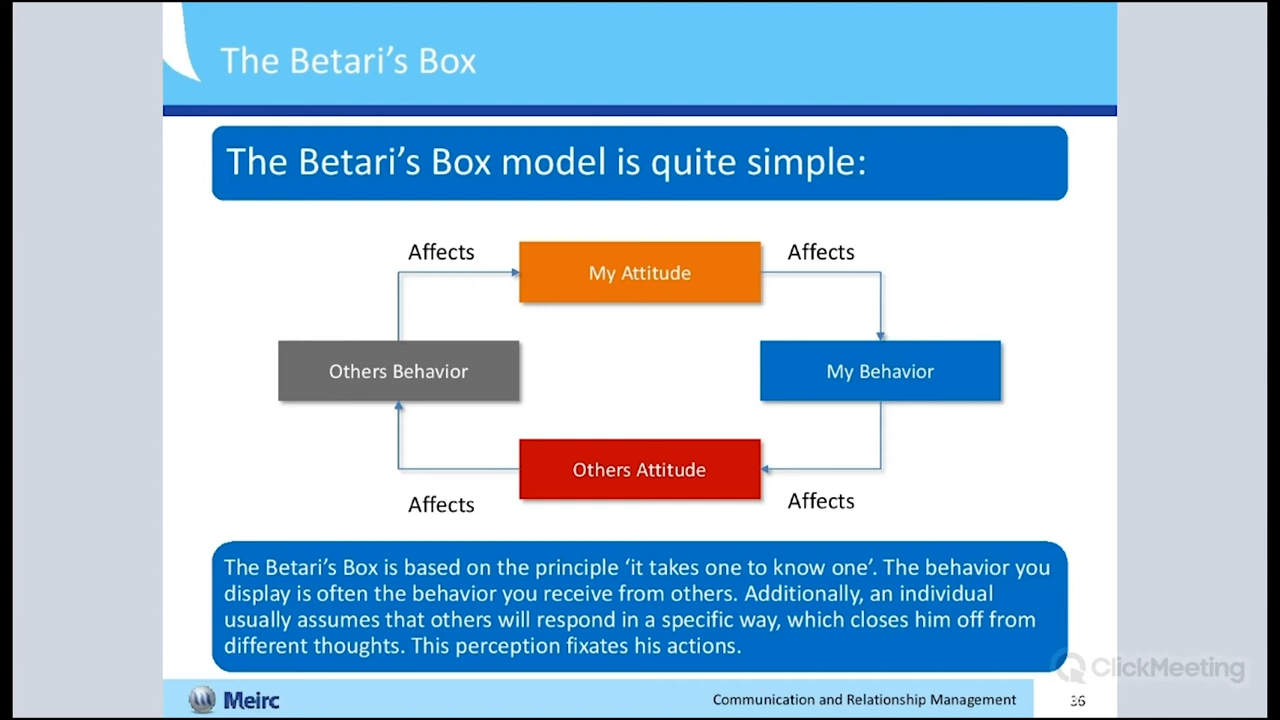 The Betari’s Box
The Betari’s Box model is quite simple:
Affects
My Attitude
Affects
Others Behavior
My Behavior
Others Attitude
Affects
Affects
The Betari’s Box is based on the principle ‘it takes one to know one’. The behavior you
display is often the behavior you receive from others. Additionally, an individual
usually assumes that others will respond in a specific way, which closes him off from
different thoughts. This perception fixates his actions.
ClickMeeting
Meirc
Communication and Relationship Management
36